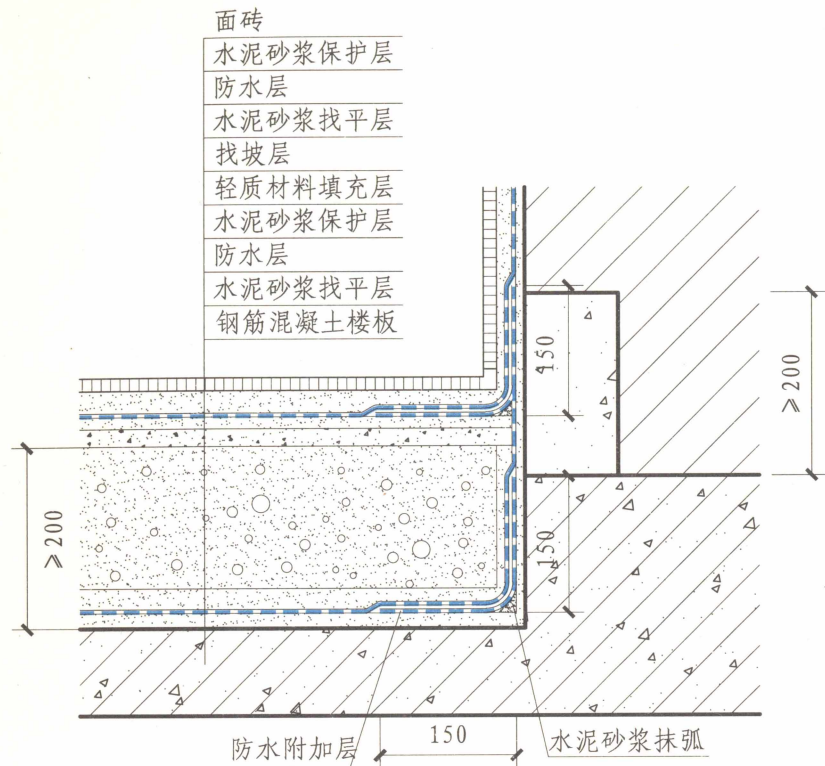 面砖
水泥砂浆保护层
防水层
水泥砂浆找平层
找坡层
轻质材料填充层
水泥砂浆保护层
防水层
水泥砂浆找平层
钢筋混凝土楼板
150
≥200
≥200
150
防水附加层
150
水泥砂浆抹弧